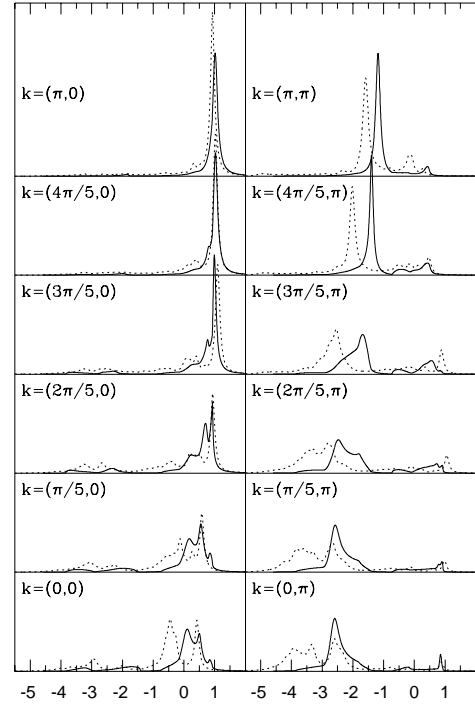 k=(π,0)
k=(π,π)
k=(4π/5,0)
k=(4π/5,π)
k=(3π/5,0)
k=(3π/5,π)
k=(2π/5,0)
k=(2π/5,π)
k=(π/5,0)
k=(π/5,π)
k=(0,0)
k=(0,π)
-5 -4 -3 -2 -1 0 1 -5 -4 -3 -2 -1 0 1